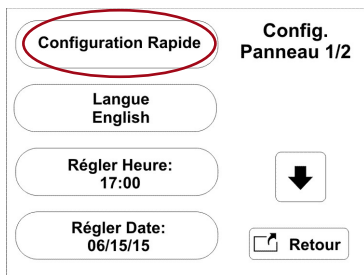 Configuration Rapide
Config.
Panneau 1/2
Langue
English
Régler Heure:
17:00
Régler Date:
06/15/15
Retour